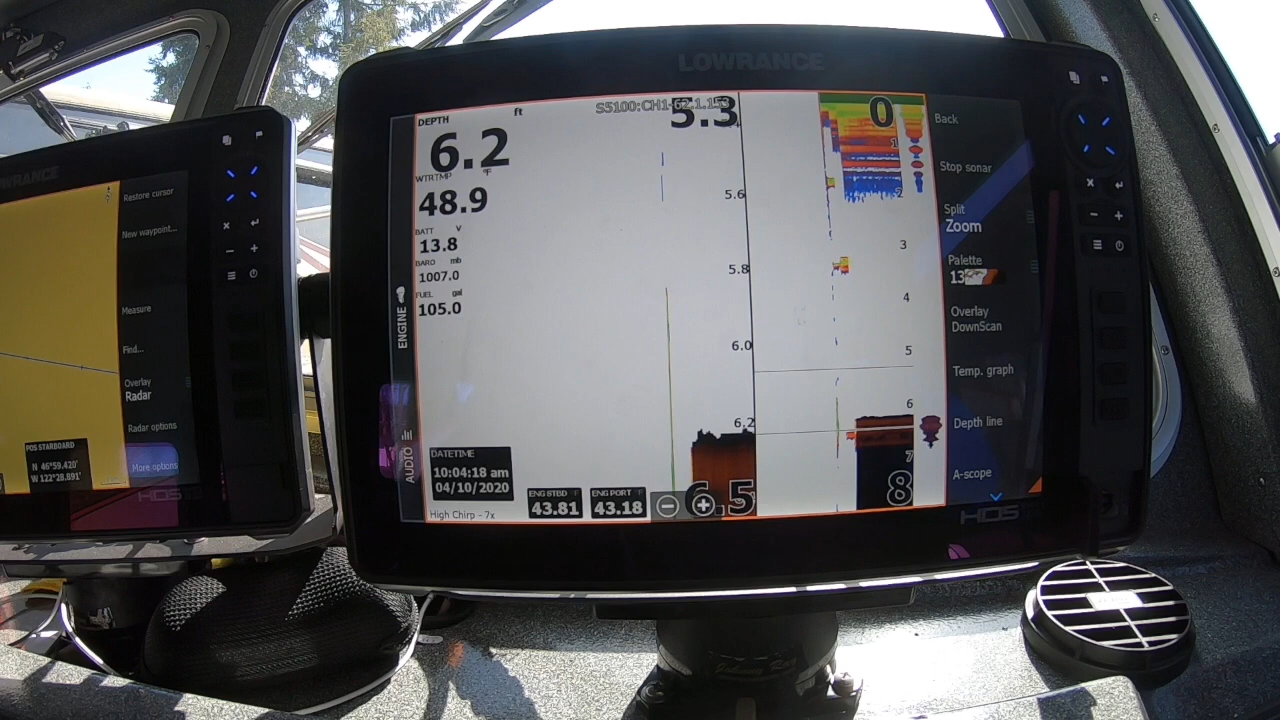 WRANCE
Restore cursor
New waypoint...
Measure
Find...
Overlay
Radar
Radar options
More options
POS STARBOARD
N 46°59.420'
W 122°28.891'
HDS
LOWRANCE
ENGINE
AUDIO
DEPTH ft
6.2
WTRTMP °F
48.9
BATT v
13.8
BARO mb
1007.0
FUEL gal
105.0
DATETIME
10:04:18 am
04/10/2020
High Chirp - 7x
ENG STBD °F
43.81
ENG PORT °F
43.18
5.3
5.6
5.8
6.0
6.2
6.5
0
1
2
3
4
5
6
7
8
Back
Stop sonar
Split
Zoom
Palette
13
Overlay
DownScan
Temp. graph
Depth line
A-scope
HDS